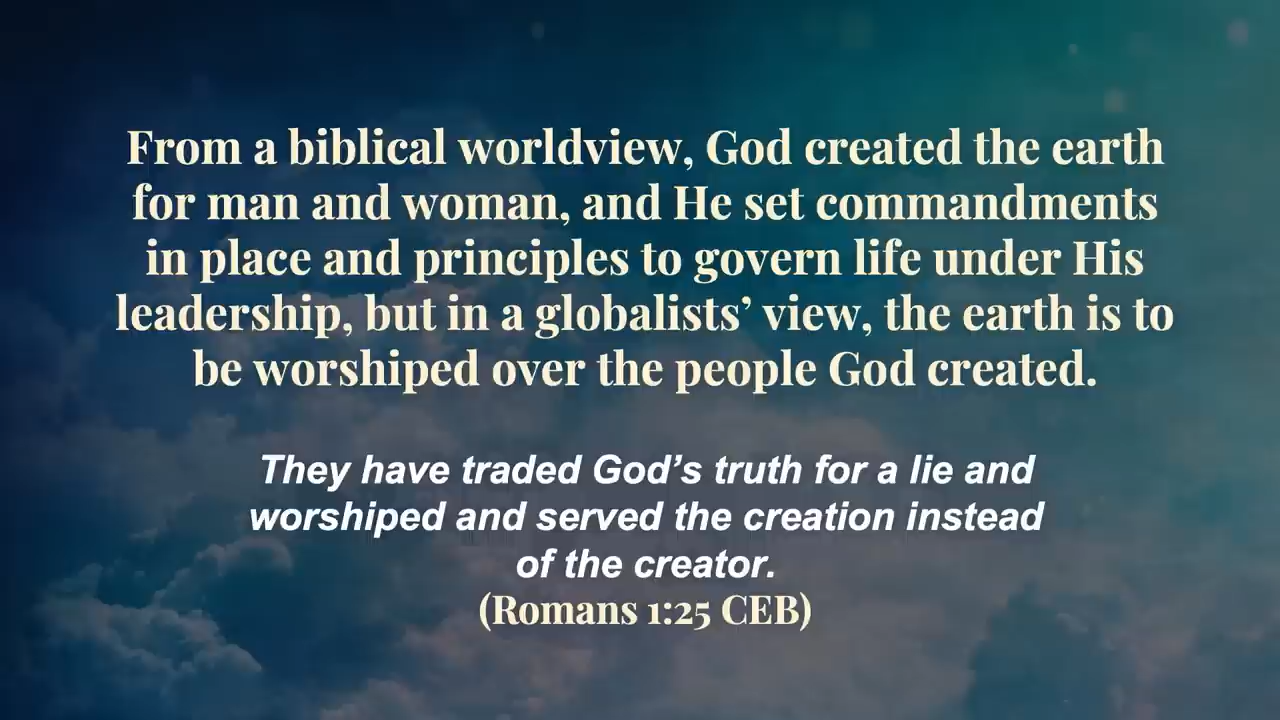 From a biblical worldview, God created the earth
for man and woman, and He set commandments
in place and principles to govern life under His
leadership, but in a globalists’ view, the earth is to
be worshiped over the people God created.
They have traded God’s truth for a lie and
worshiped and served the creation instead
of the creator.
(Romans 1:25 CEB)